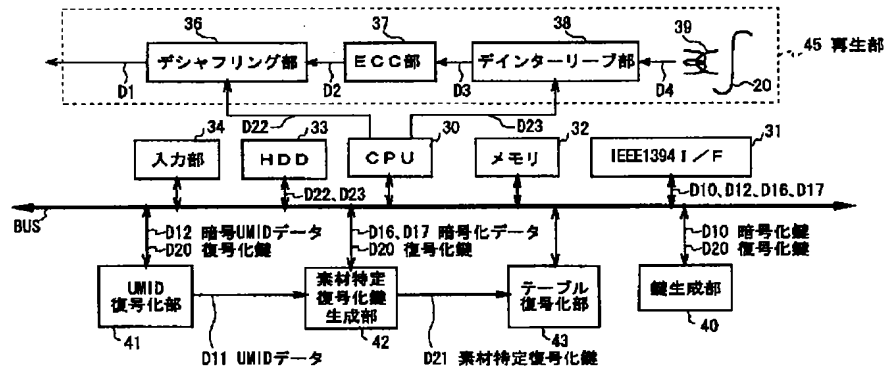 36
37
38
39
45 再生部
デシャフリング部
ECC部
デインターリーブ部
D1
D2
D3
D4
20
D22
D23
34
33
30
32
31
入力部
HDD
CPU
メモリ
IEEE1394 I/F
D22、D23
D10、D12、D16、D17
BUS
D12 暗号UMIDデータ
D20 復号化鍵
D16、D17 暗号化データ
D20 復号化鍵
D10 暗号化鍵
D20 復号化鍵
UMID
復号化部
素材特定
復号化鍵
生成部
テーブル
復号化部
鍵生成部
41
42
43
40
D11 UMIDデータ
D21 素材特定復号化鍵